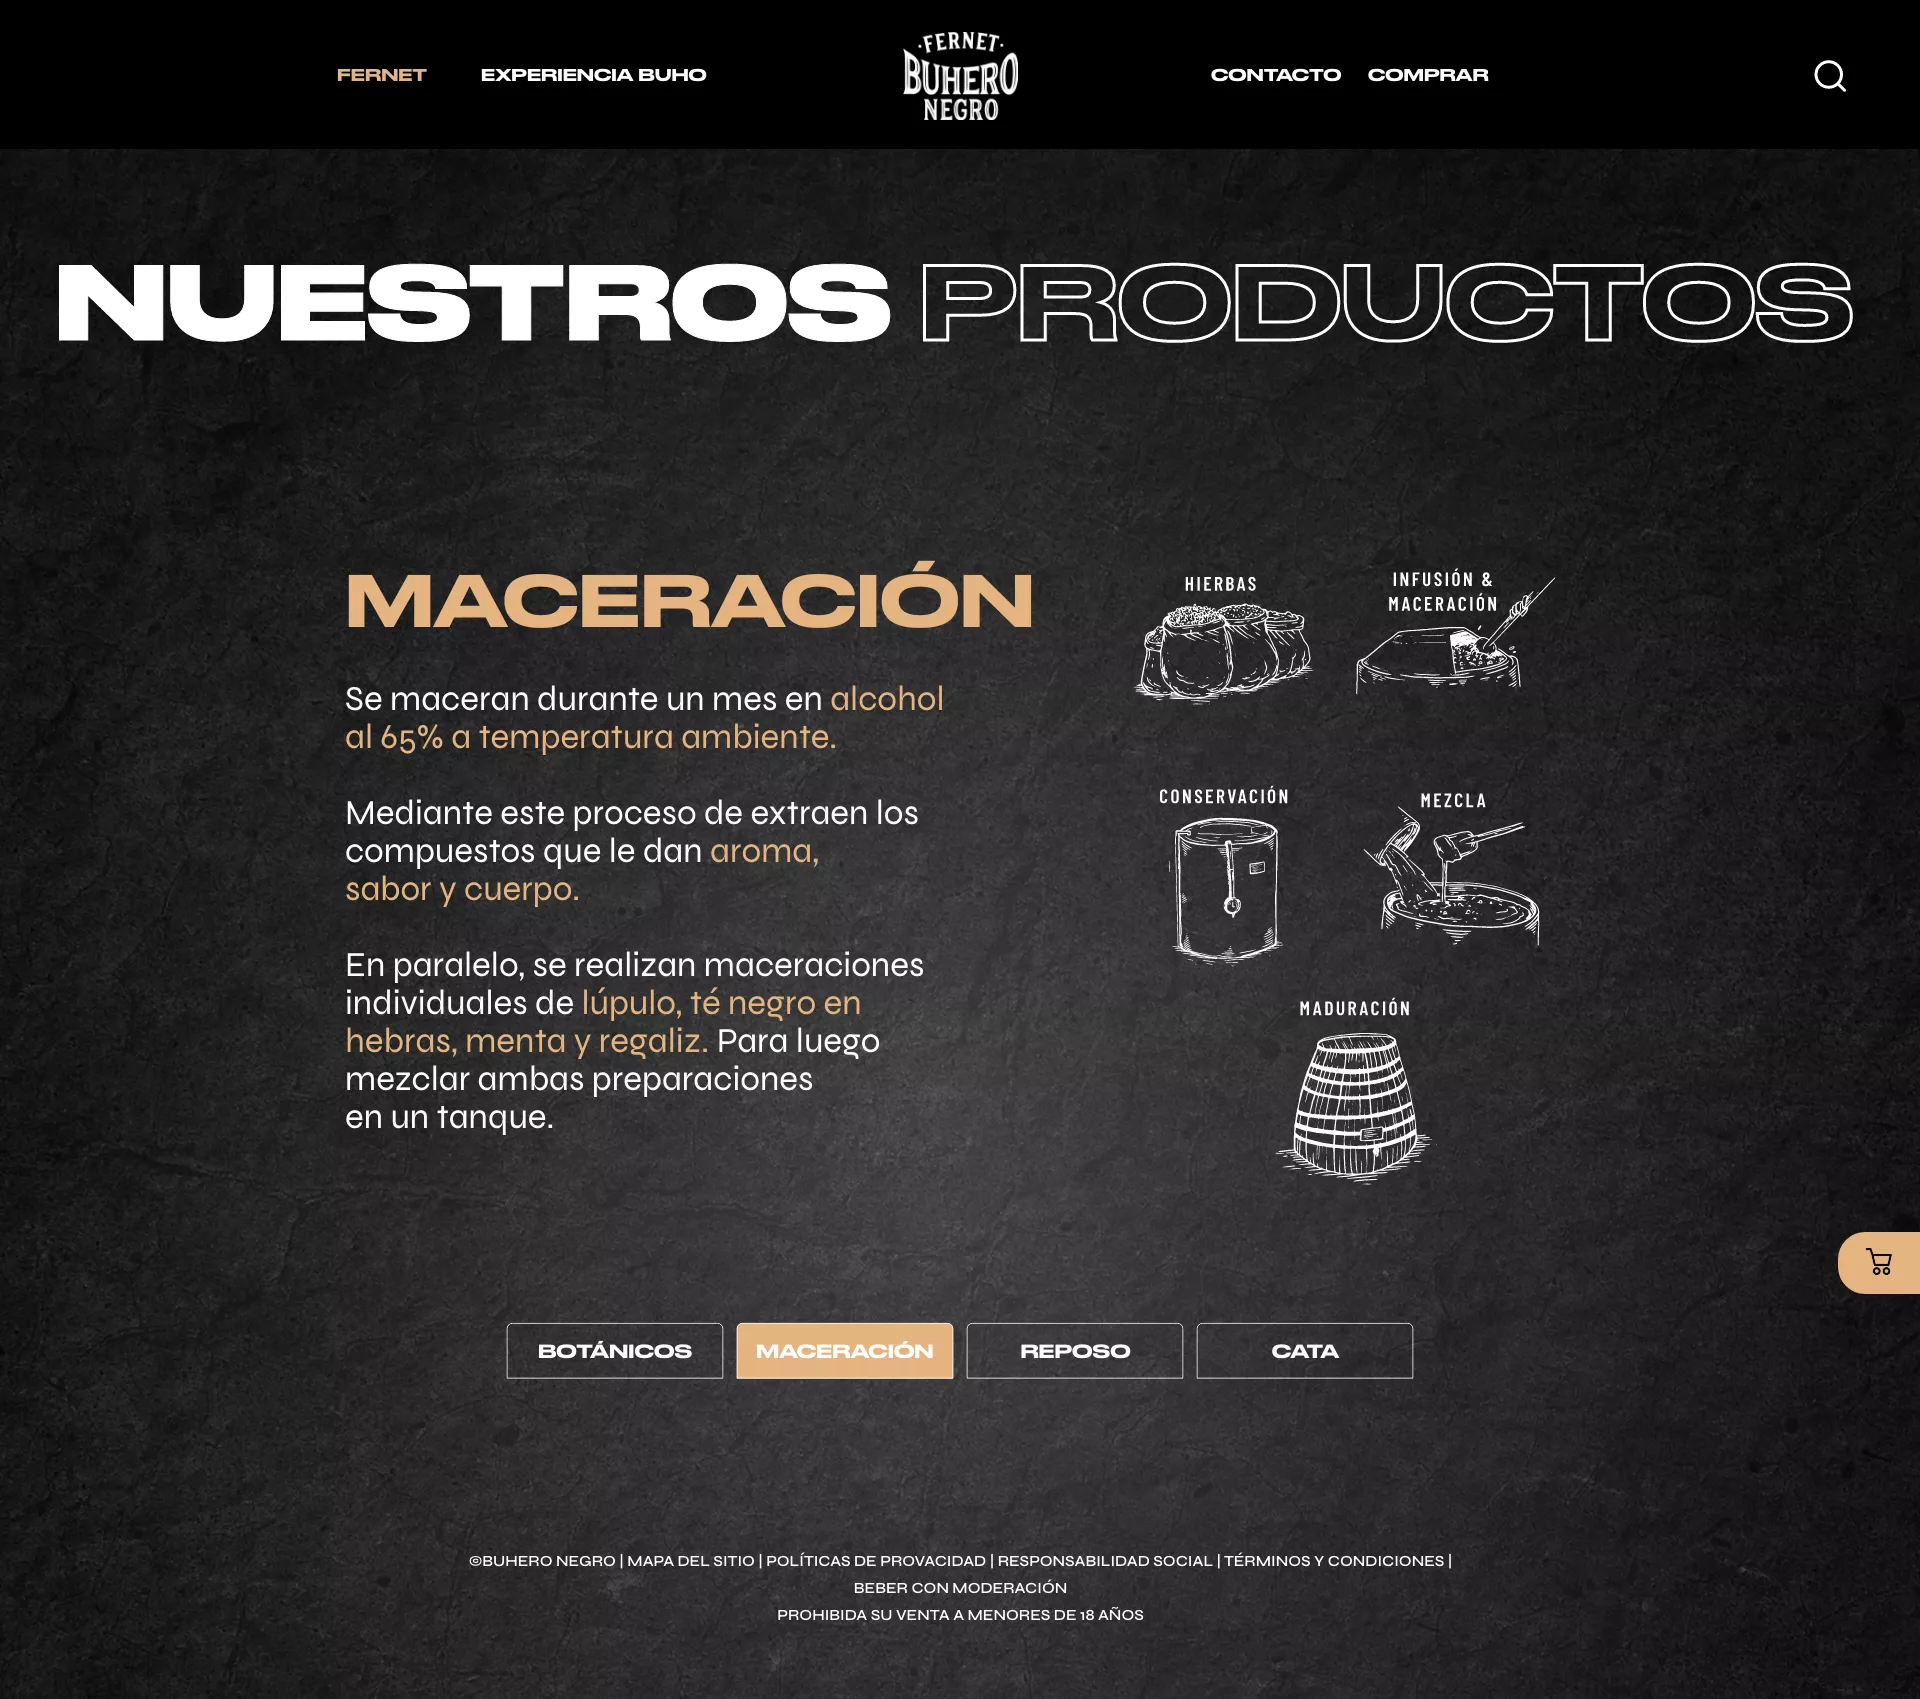 FERNET EXPERIENCIA BUHO
·FERNET·
BUHERO
NEGRO
CONTACTO COMPRAR
NUESTROS PRODUCTOS
MACERACIÓN
Se maceran durante un mes en alcohol
al 65% a temperatura ambiente.
Mediante este proceso de extraen los
compuestos que le dan aroma,
sabor y cuerpo.
En paralelo, se realizan maceraciones
individuales de lúpulo, té negro en
hebras, menta y regaliz. Para luego
mezclar ambas preparaciones
en un tanque.
HIERBAS
INFUSIÓN &
MACERACIÓN
CONSERVACIÓN
MEZCLA
MADURACIÓN
BOTÁNICOS
MACERACIÓN
REPOSO
CATA
©BUHERO NEGRO | MAPA DEL SITIO | POLÍTICAS DE PROVACIDAD | RESPONSABILIDAD SOCIAL | TÉRMINOS Y CONDICIONES |
BEBER CON MODERACIÓN
PROHIBIDA SU VENTA A MENORES DE 18 AÑOS